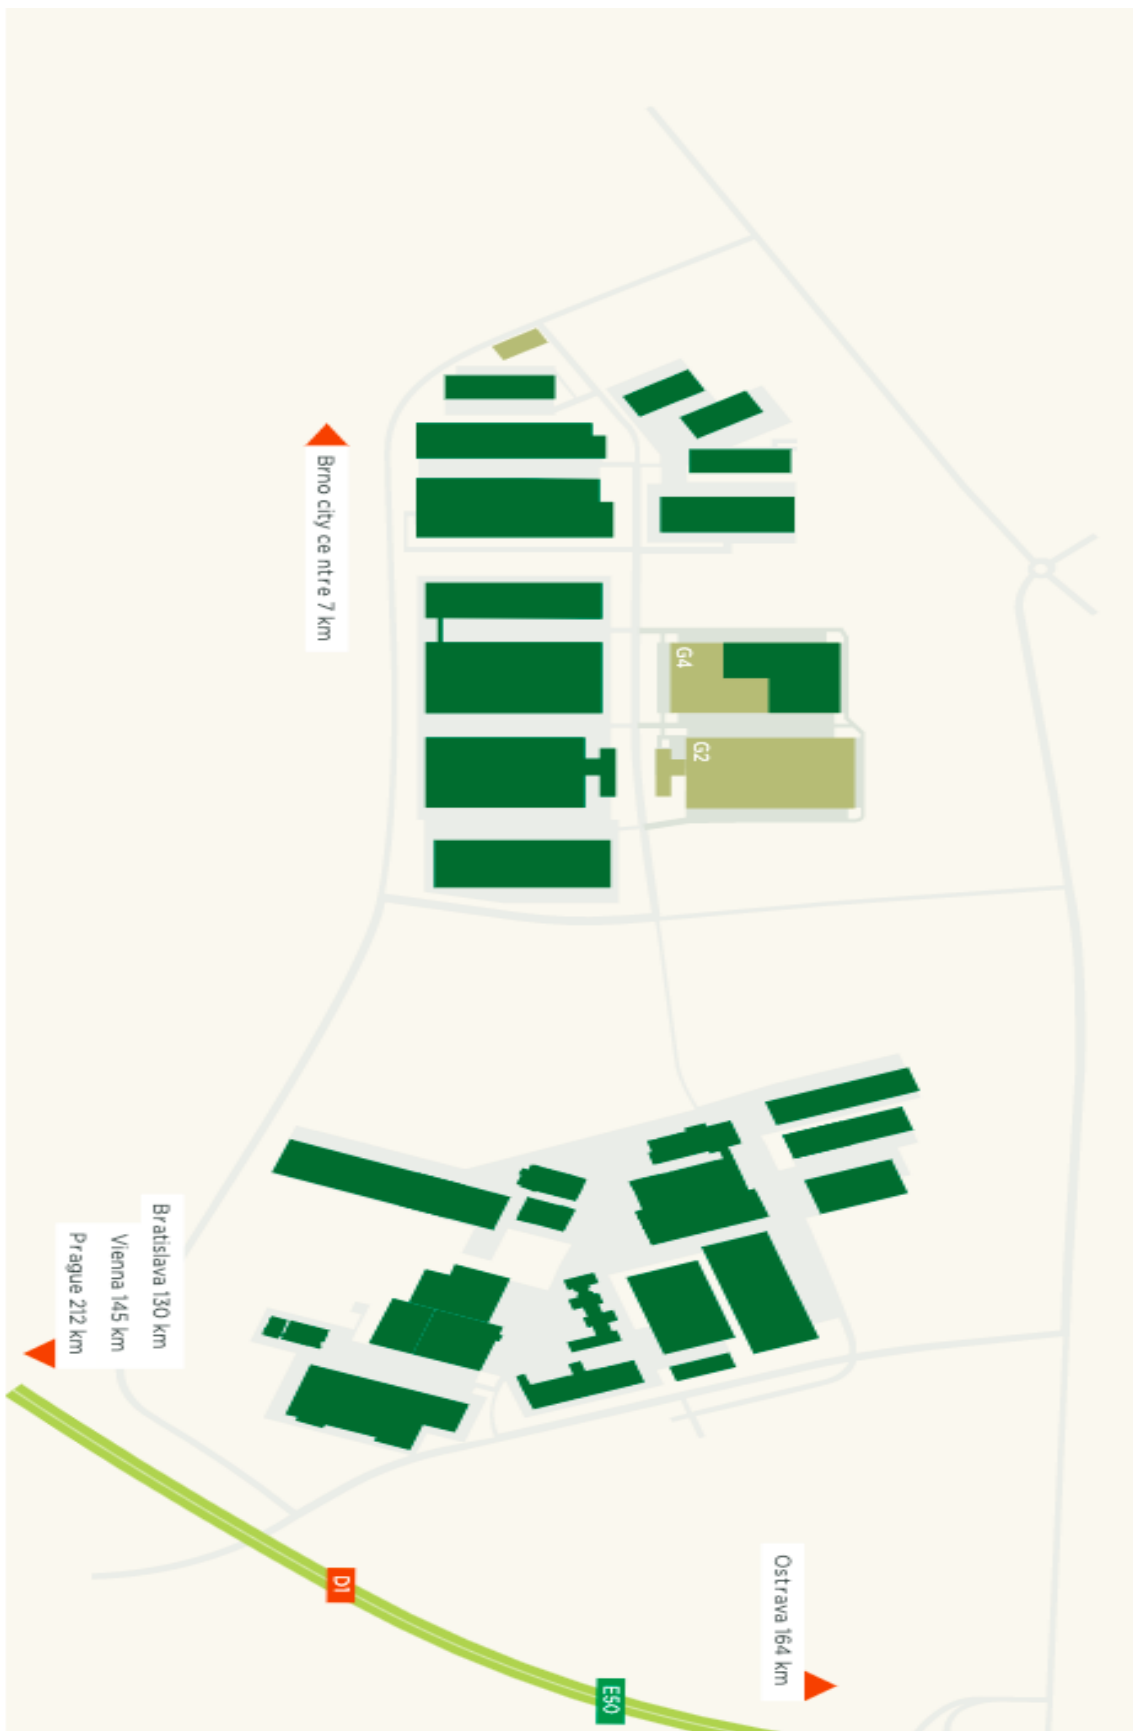 G4
G2
Brno city ce ntre 7 km
Bratislava 130 km
Vienna 145 km
Prague 212 km
D1
E50
Ostrava 164 km